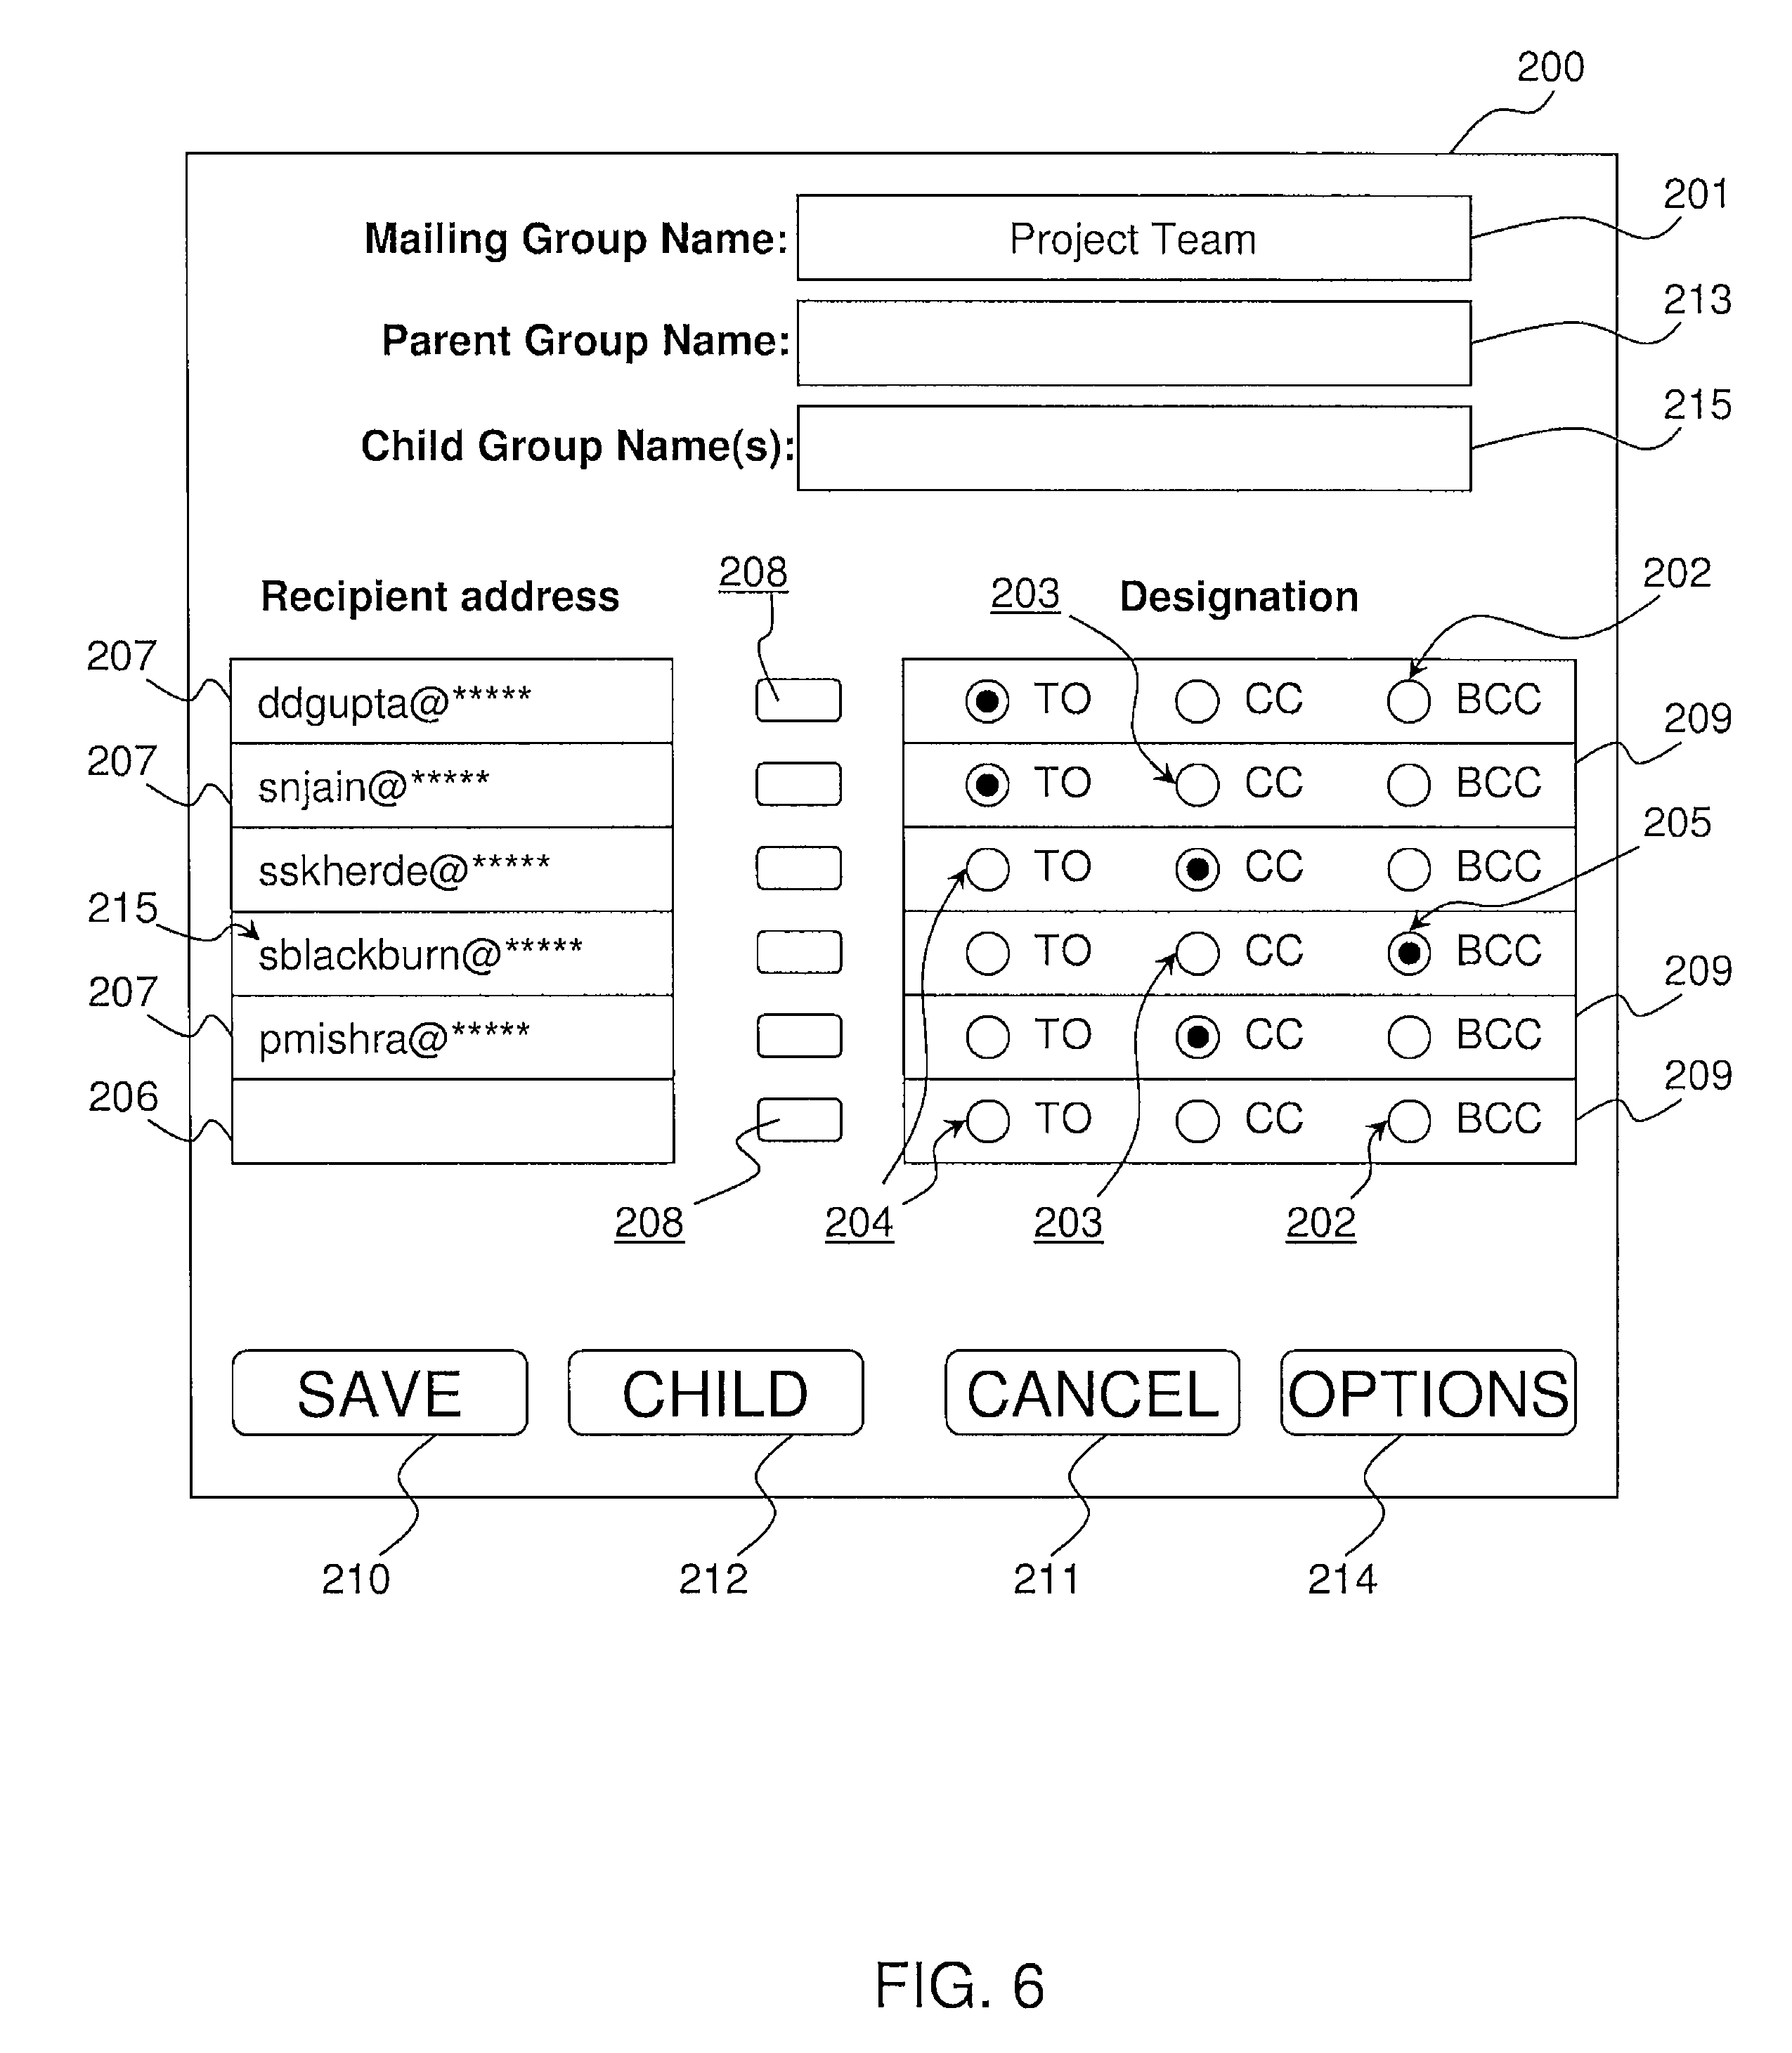 200
Mailing Group Name: Project Team 201
Parent Group Name: 213
Child Group Name(s): 215
Recipient address 208 203 Designation 202
207 ddgupta@***** TO CC BCC
209
207 snjain@***** TO CC BCC
205
sskherde@***** TO CC BCC
215 sblackburn@***** TO CC BCC
209
207 pmishra@***** TO CC BCC
209
206 TO CC BCC
208 204 203 202
SAVE CHILD CANCEL OPTIONS
210 212 211 214
FIG. 6